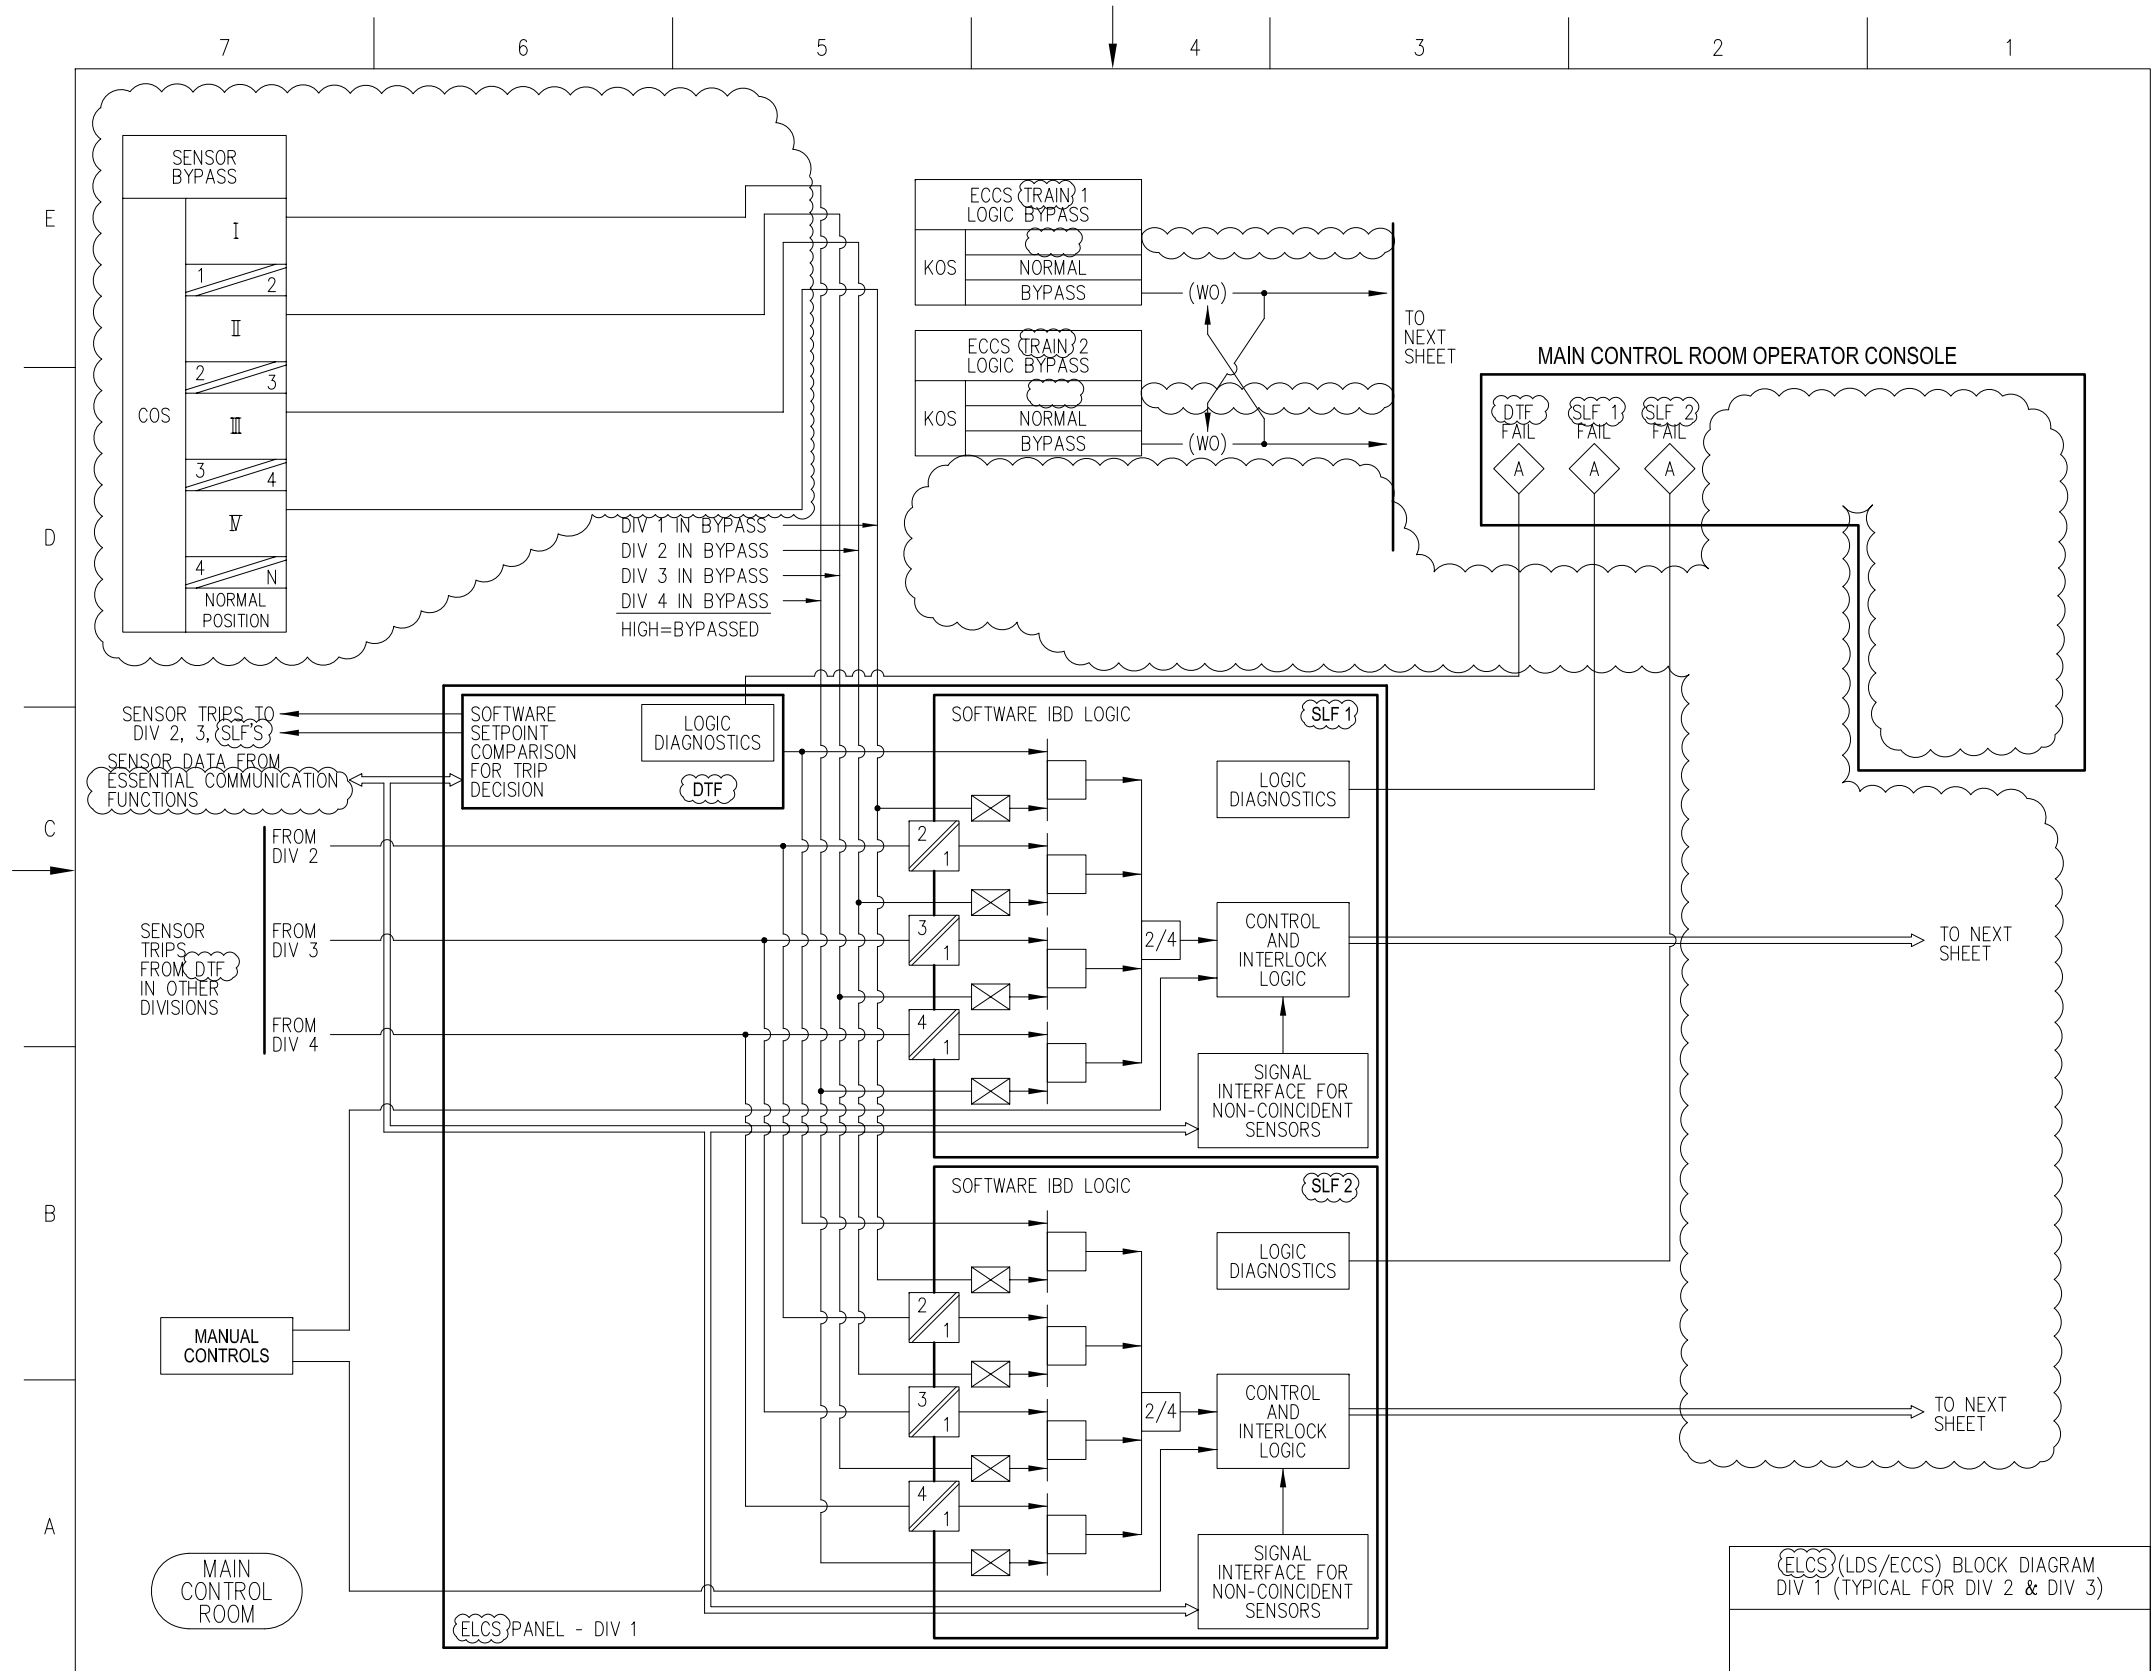 7
6
5
4
3
2
1
E
D
C
B
A
SENSOR
BYPASS
COS
I
1
2
II
2
3
III
3
4
IV
4
N
NORMAL
POSITION
DIV 1 IN BYPASS
DIV 2 IN BYPASS
DIV 3 IN BYPASS
DIV 4 IN BYPASS
HIGH=BYPASSED
ECCS TRAIN 1
LOGIC BYPASS
KOS
NORMAL
BYPASS
(WO)
ECCS TRAIN 2
LOGIC BYPASS
KOS
NORMAL
BYPASS
(WO)
TO
NEXT
SHEET
MAIN CONTROL ROOM OPERATOR CONSOLE
DTF
FAIL
A
SLF 1
FAIL
A
SLF 2
FAIL
A
SENSOR TRIPS TO
DIV 2, 3, SLF'S
SENSOR DATA FROM
ESSENTIAL COMMUNICATION
FUNCTIONS
SOFTWARE
SETPOINT
COMPARISON
FOR TRIP
DECISION
LOGIC
DIAGNOSTICS
DTF
SENSOR
TRIPS
FROM DTF
IN OTHER
DIVISIONS
FROM
DIV 2
FROM
DIV 3
FROM
DIV 4
SOFTWARE IBD LOGIC
SLF 1
LOGIC
DIAGNOSTICS
2
1
3
1
4
1
2/4
CONTROL
AND
INTERLOCK
LOGIC
SIGNAL
INTERFACE FOR
NON-COINCIDENT
SENSORS
TO NEXT
SHEET
SOFTWARE IBD LOGIC
SLF 2
LOGIC
DIAGNOSTICS
2
1
3
1
4
1
2/4
CONTROL
AND
INTERLOCK
LOGIC
SIGNAL
INTERFACE FOR
NON-COINCIDENT
SENSORS
TO NEXT
SHEET
MANUAL
CONTROLS
MAIN
CONTROL
ROOM
ELCS PANEL - DIV 1
ELCS (LDS/ECCS) BLOCK DIAGRAM
DIV 1 (TYPICAL FOR DIV 2 & DIV 3)